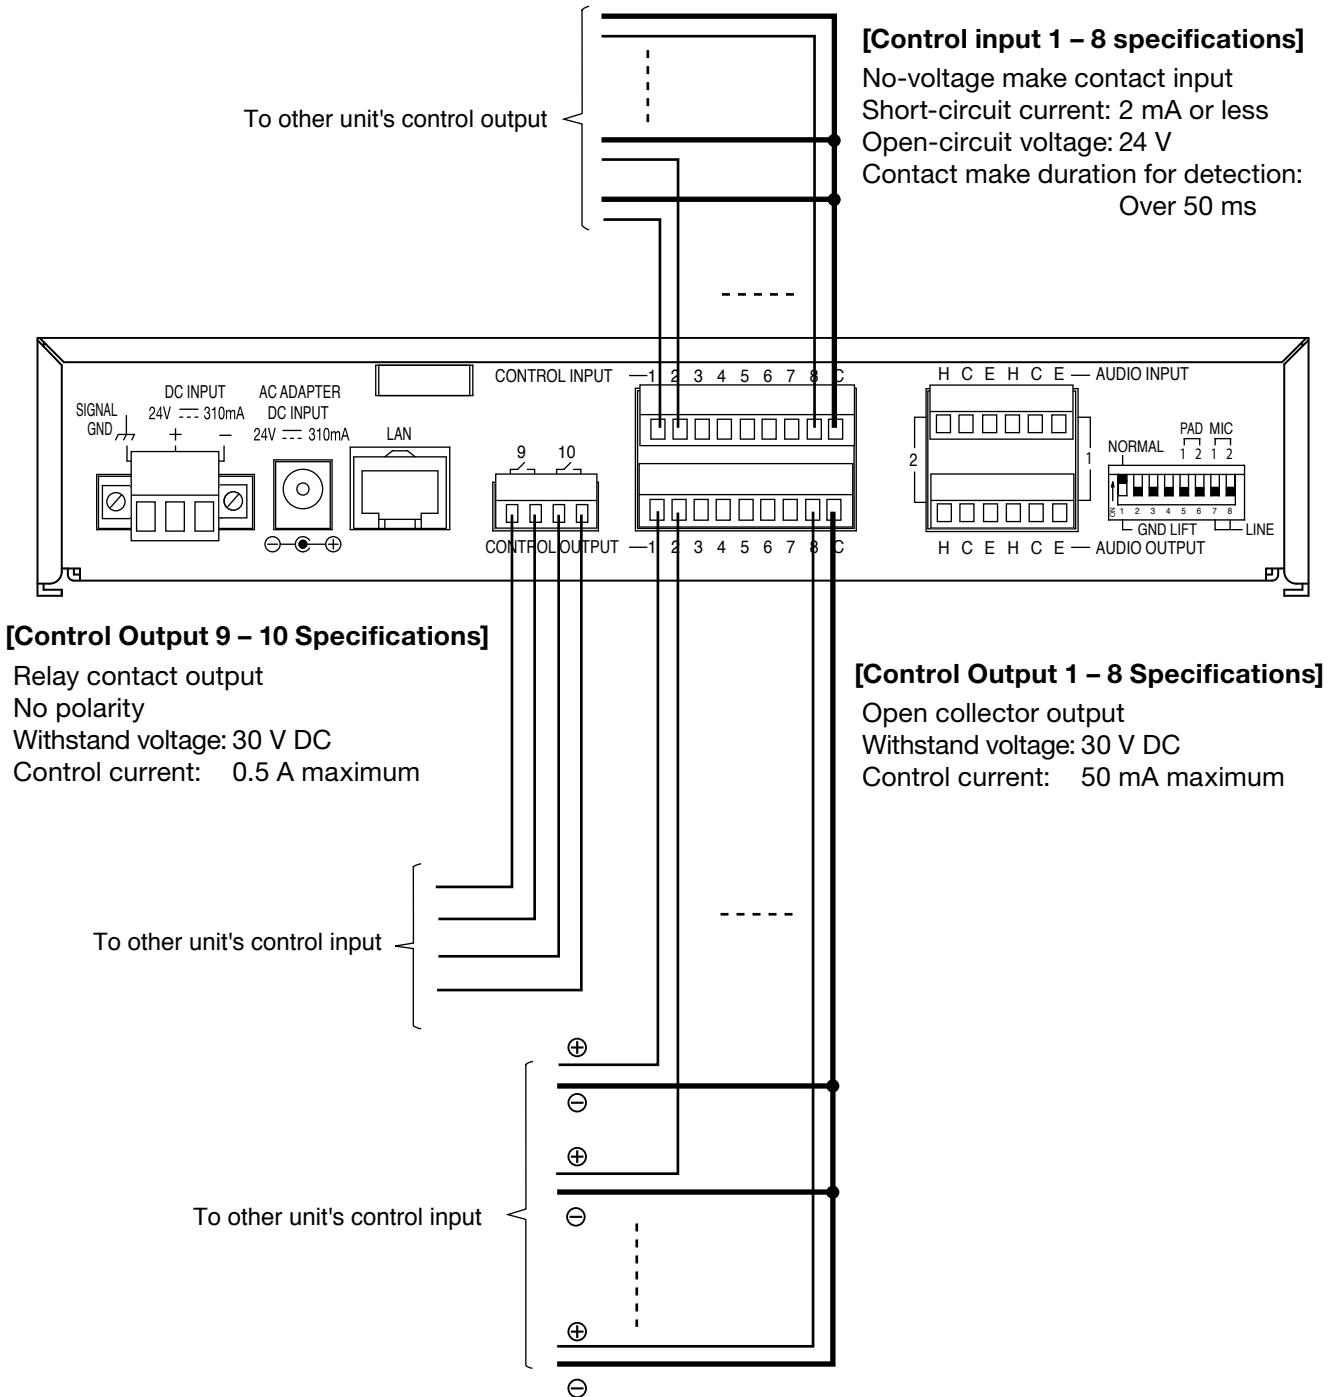 [Control input 1 – 8 specifications]
No-voltage make contact input
Short-circuit current: 2 mA or less
Open-circuit voltage: 24 V
Contact make duration for detection:
Over 50 ms
To other unit's control output
CONTROL INPUT 1 2 3 4 5 6 7 8 C
H C E H C E AUDIO INPUT
SIGNAL GND
DC INPUT
24V 310mA
+ −
AC ADAPTER
DC INPUT
24V 310mA
LAN
9 10
2 1
NORMAL
PAD MIC
1 2 1 2
ON
1 2 3 4 5 6 7 8
GND LIFT
LINE
CONTROL OUTPUT 1 2 3 4 5 6 7 8 C
H C E H C E AUDIO OUTPUT
⊖ ⊕
[Control Output 9 – 10 Specifications]
Relay contact output
No polarity
Withstand voltage: 30 V DC
Control current: 0.5 A maximum
[Control Output 1 – 8 Specifications]
Open collector output
Withstand voltage: 30 V DC
Control current: 50 mA maximum
To other unit's control input
⊕
⊖
⊕
To other unit's control input
⊖
⊕
⊖